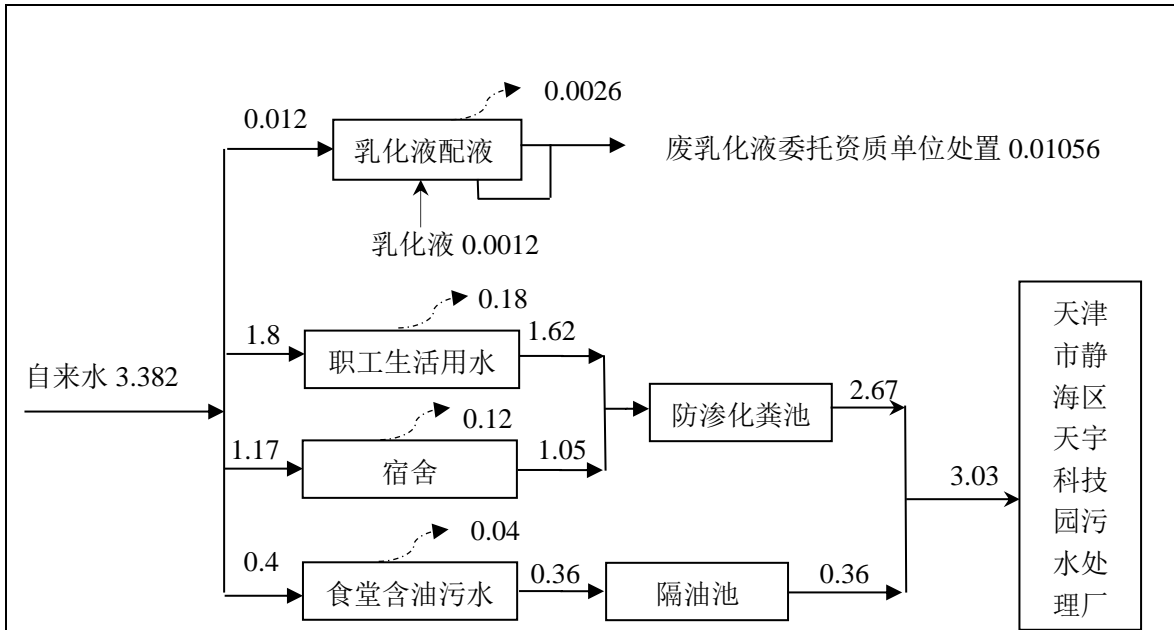 0.0026
0.012
乳化液配液
废乳化液委托资质单位处置 0.01056
乳化液 0.0012
0.18
1.8
职工生活用水
1.62
自来水 3.382
0.12
1.17
宿舍
1.05
防渗化粪池
2.67
0.04
0.4
食堂含油污水
0.36
隔油池
0.36
3.03
天津
市静
海区
天宇
科技
园污
水处
理厂